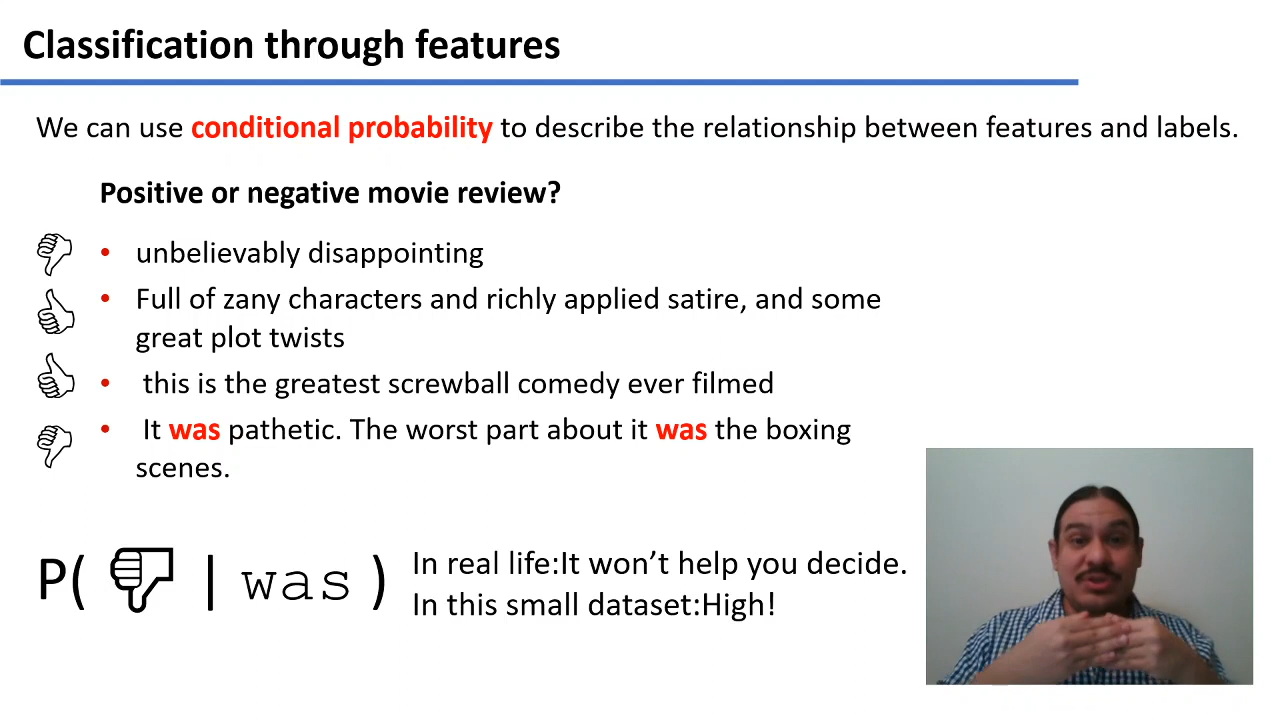 Classification through features
We can use conditional probability to describe the relationship between features and labels.
Positive or negative movie review?
• unbelievably disappointing
• Full of zany characters and richly applied satire, and some
great plot twists
• this is the greatest screwball comedy ever filmed
• It was pathetic. The worst part about it was the boxing
scenes.
P( 👎 | was )
In real life:It won’t help you decide.
In this small dataset:High!